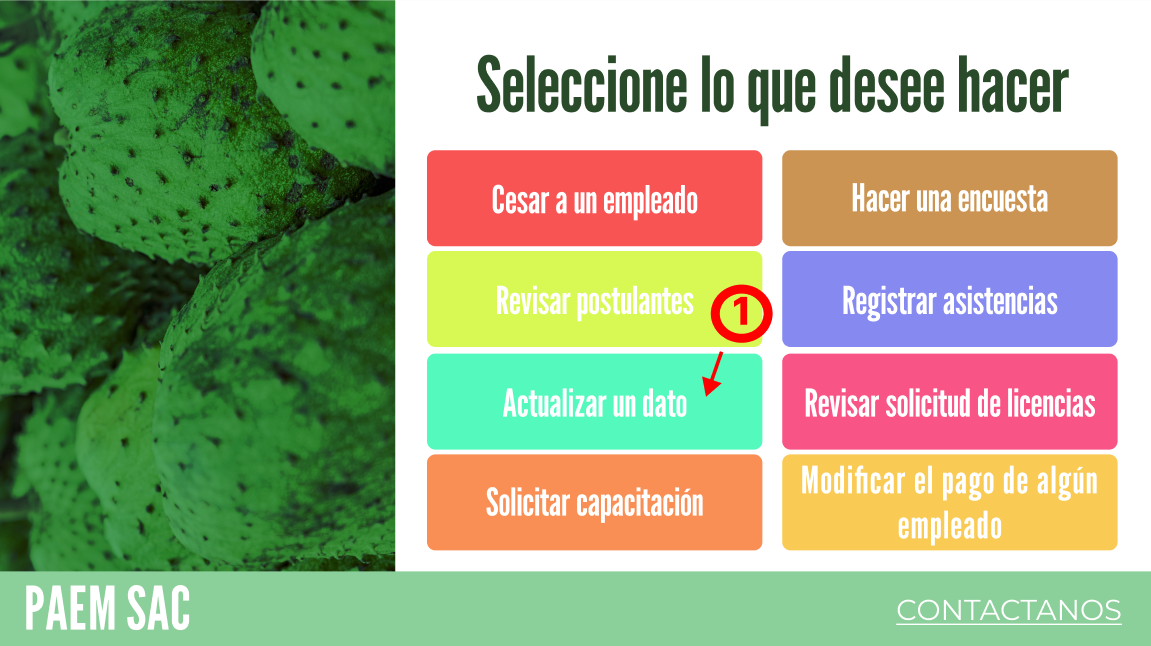 Seleccione lo que desee hacer
Cesar a un empleado
Hacer una encuesta
Revisar postulantes
1
Registrar asistencias
Actualizar un dato
Revisar solicitud de licencias
Solicitar capacitación
Modificar el pago de algún
empleado
PAEM SAC
CONTACTANOS